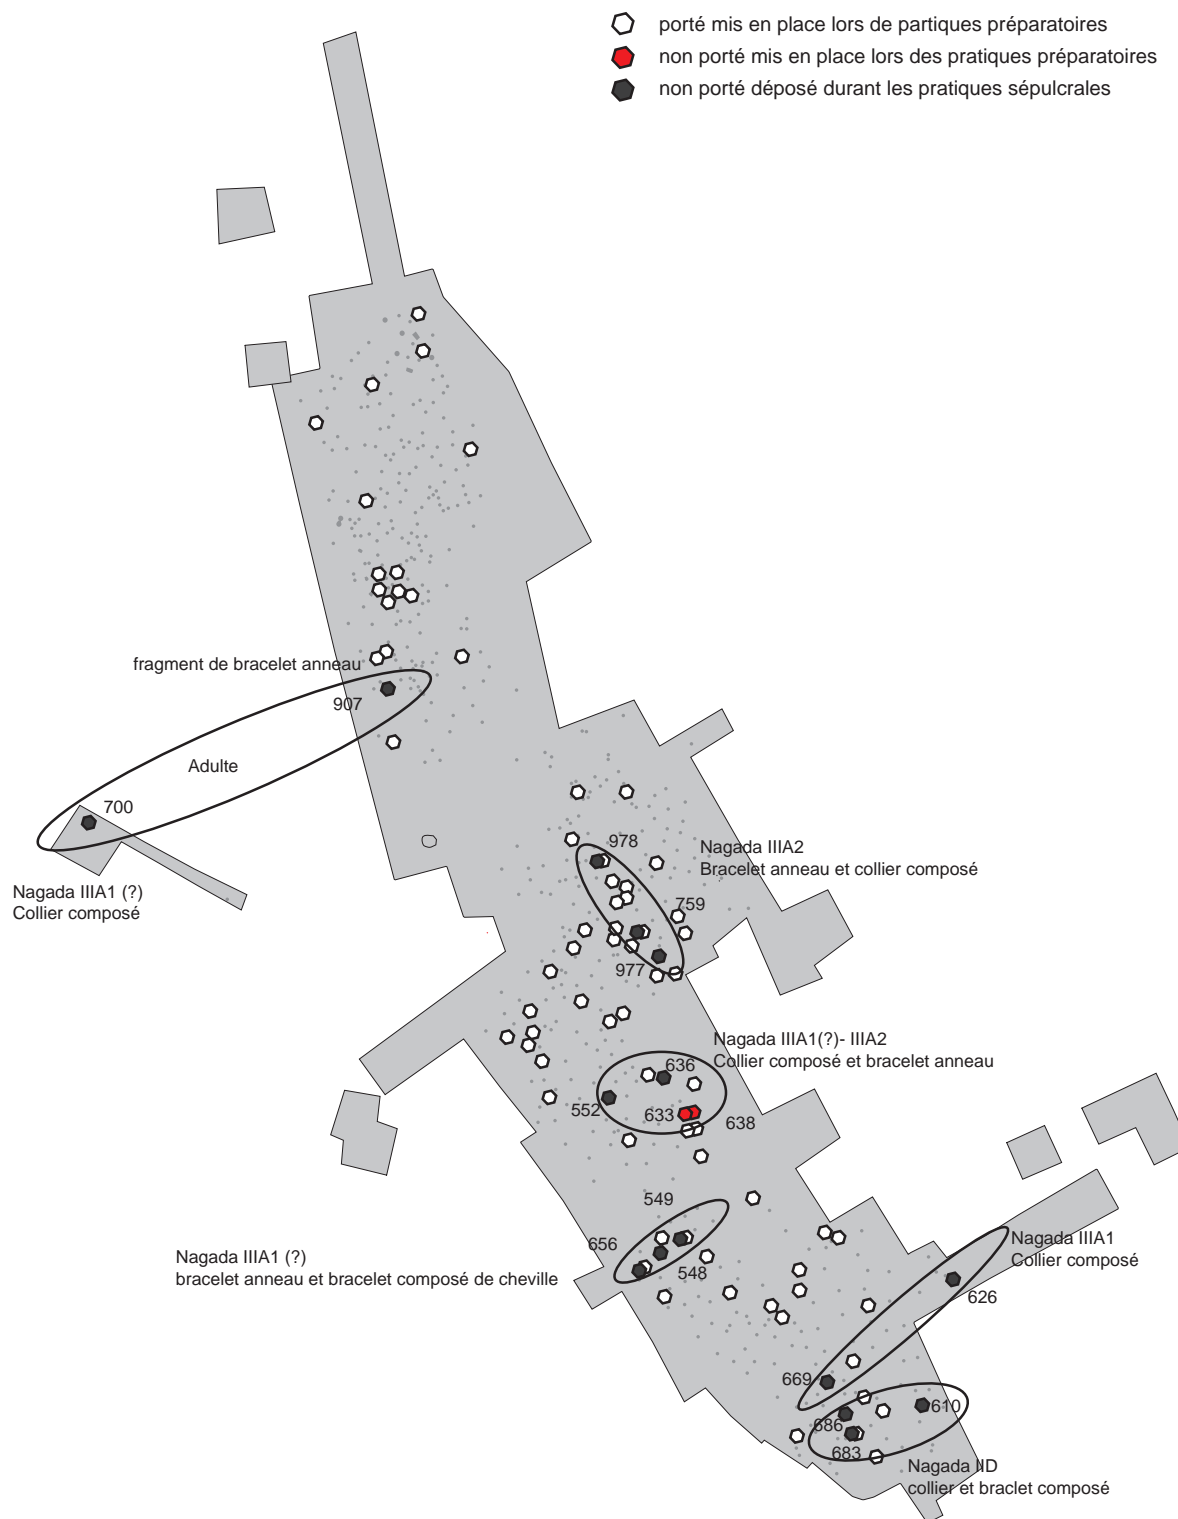 porté mis en place lors de partiques préparatoires
non porté mis en place lors des pratiques préparatoires
non porté déposé durant les pratiques sépulcrales
fragment de bracelet anneau
907
Adulte
700
Nagada IIIA1 (?)
Collier composé
978
Nagada IIIA2
Bracelet anneau et collier composé
759
977
Nagada IIIA1(?)- IIIA2
Collier composé et bracelet anneau
636
552
633
638
549
656
548
Nagada IIIA1 (?)
bracelet anneau et bracelet composé de cheville
Nagada IIIA1
Collier composé
626
669
610
686
683
Nagada IID
collier et braclet composé